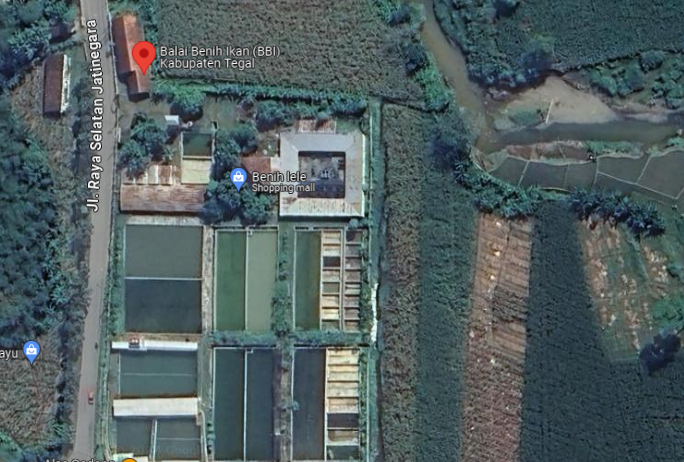 Balai Benih Ikan (BBI)
Kabupaten Tegal
Jl. Raya Selatan Jatinegara
Benih lele
Shopping mall
ayu